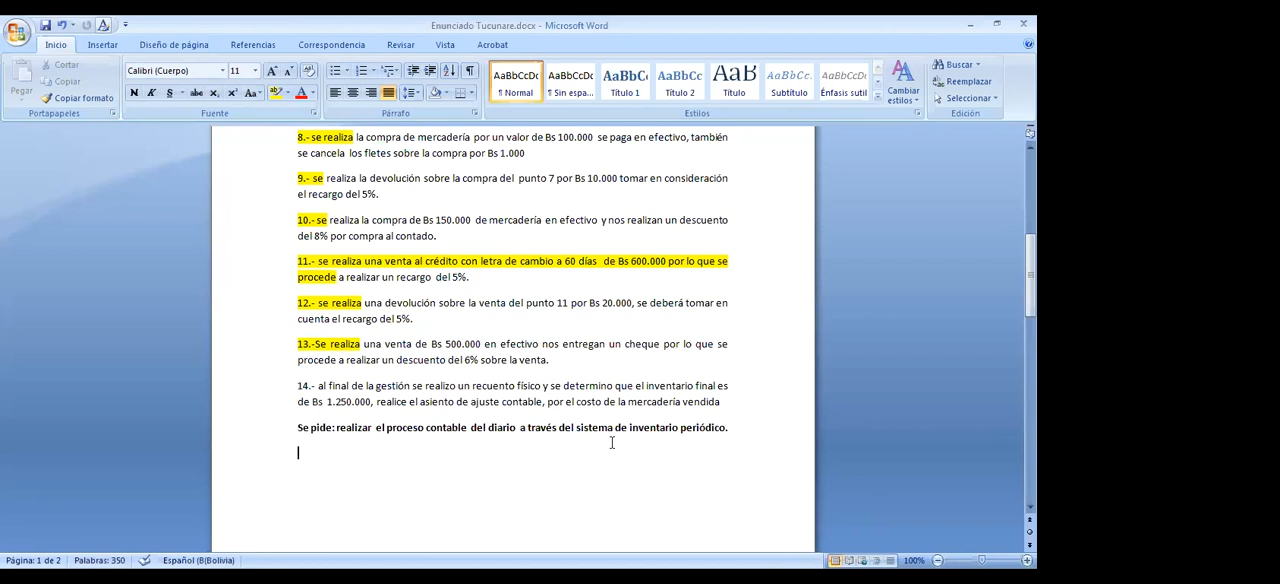 Enunciado Tucunare.docx - Microsoft Word
Inicio Insertar Diseño de página Referencias Correspondencia Revisar Vista Acrobat
Pegar
Cortar
Copiar
Copiar formato
Portapapeles
Calibri (Cuerpo) 11
Fuente
Párrafo
AaBbCcDc AaBbCcDc AaBbC AaBbCc AaB AaBbCc. AaBbCcDc
¶ Normal ¶ Sin espa... Título 1 Título 2 Título Subtítulo Énfasis sutil
Cambiar estilos
Estilos
Buscar
Reemplazar
Seleccionar
Edición
8.- se realiza la compra de mercadería por un valor de Bs 100.000 se paga en efectivo, también
se cancela los fletes sobre la compra por Bs 1.000
9.- se realiza la devolución sobre la compra del punto 7 por Bs 10.000 tomar en consideración
el recargo del 5%.
10.- se realiza la compra de Bs 150.000 de mercadería en efectivo y nos realizan un descuento
del 8% por compra al contado.
11.- se realiza una venta al crédito con letra de cambio a 60 días de Bs 600.000 por lo que se
procede a realizar un recargo del 5%.
12.- se realiza una devolución sobre la venta del punto 11 por Bs 20.000, se deberá tomar en
cuenta el recargo del 5%.
13.-Se realiza una venta de Bs 500.000 en efectivo nos entregan un cheque por lo que se
procede a realizar un descuento del 6% sobre la venta.
14.- al final de la gestión se realizo un recuento físico y se determino que el inventario final es
de Bs 1.250.000, realice el asiento de ajuste contable, por el costo de la mercadería vendida
Se pide: realizar el proceso contable del diario a través del sistema de inventario periódico.
Página: 1 de 2 Palabras: 350 Español (B(Bolivia) 100%